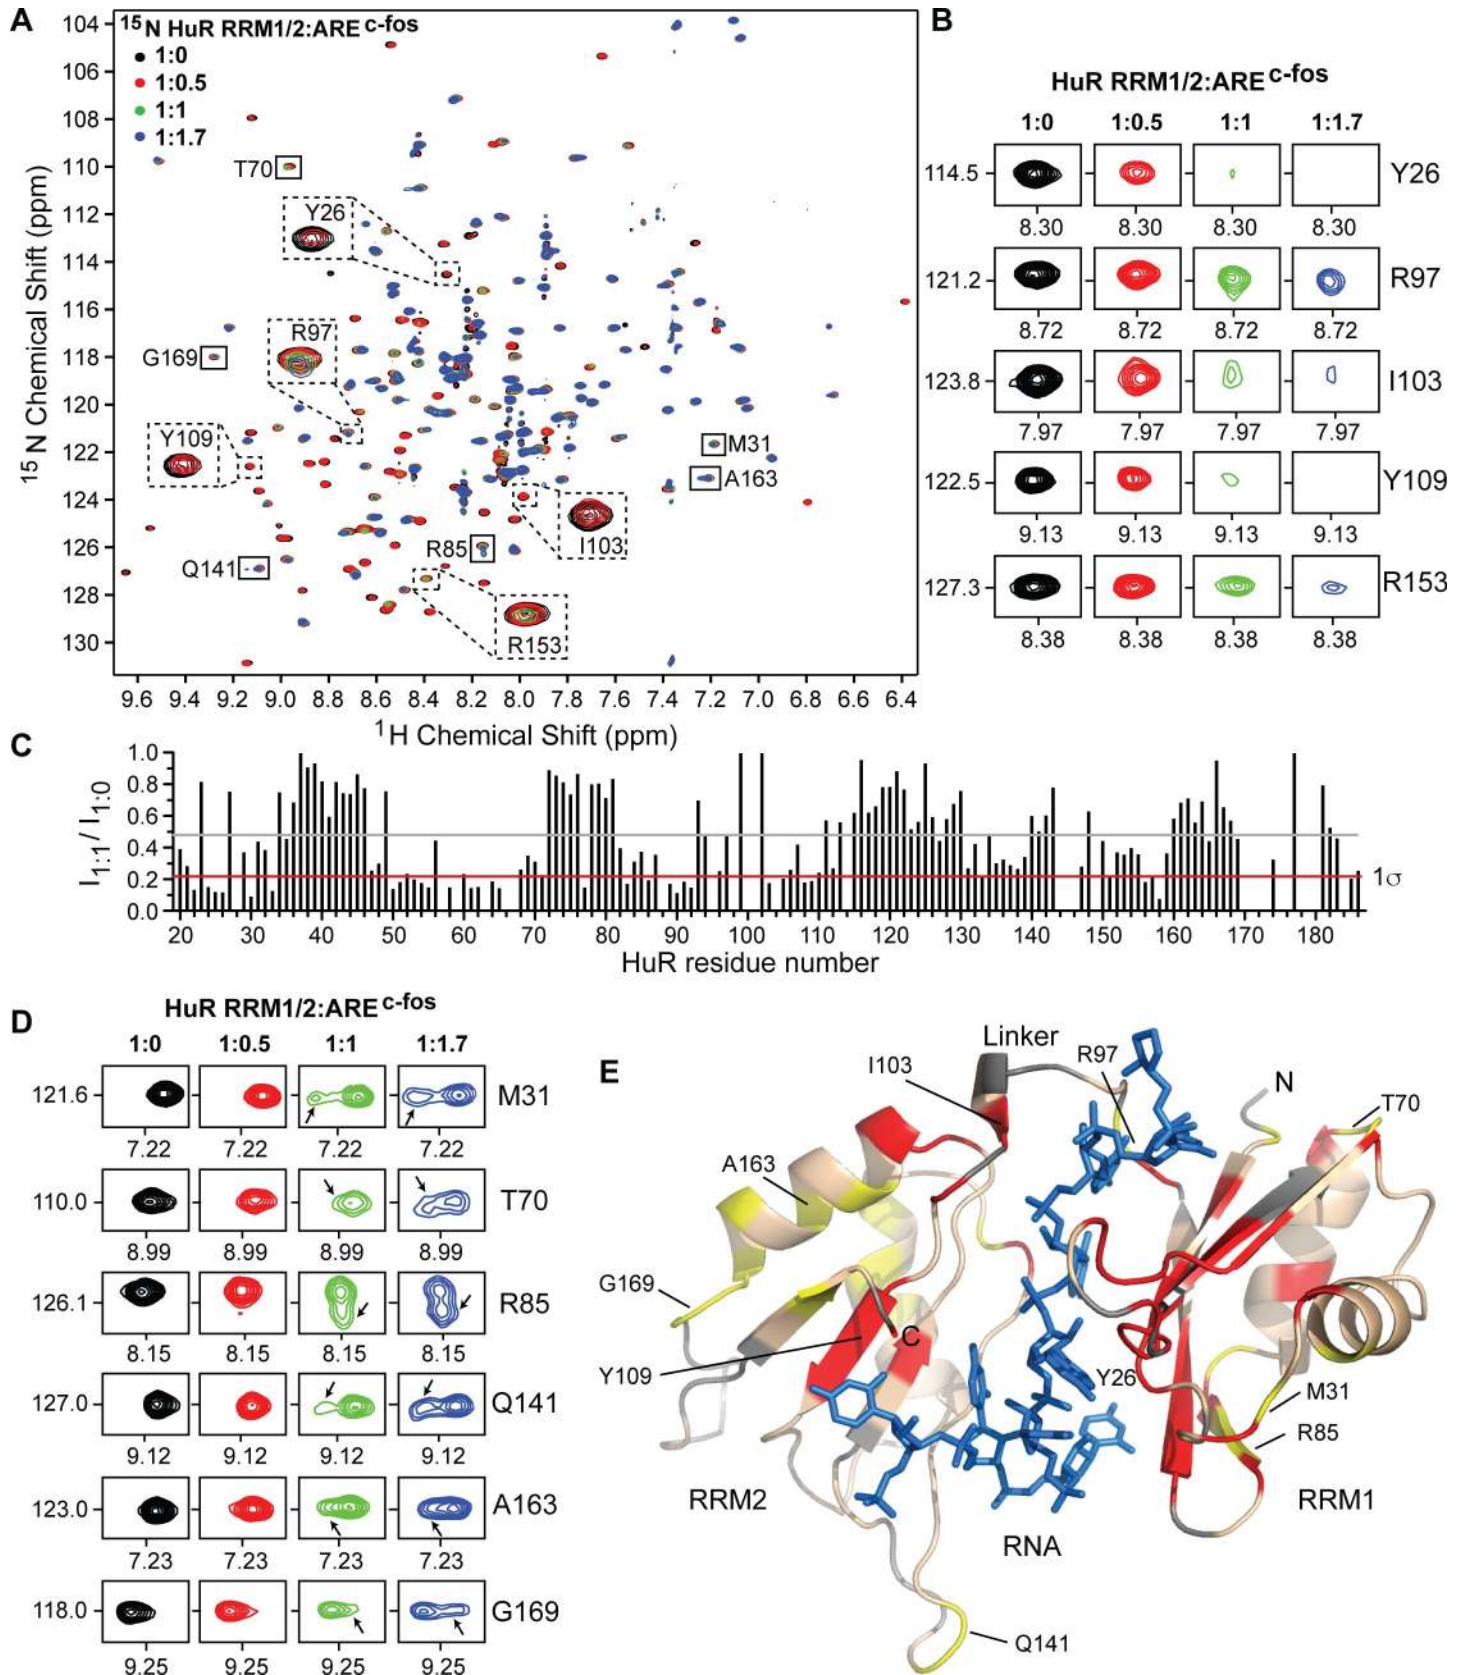 A
¹⁵N HuR RRM1/2:ARE c-fos
1:0
1:0.5
1:1
1:1.7
104
106
108
110
112
114
116
118
120
122
124
126
128
130
¹⁵N Chemical Shift (ppm)
T70
Y26
R97
G169
Y109
M31
A163
R85
I103
Q141
R153
9.6 9.4 9.2 9.0 8.8 8.6 8.4 8.2 8.0 7.8 7.6 7.4 7.2 7.0 6.8 6.6 6.4
¹H Chemical Shift (ppm)
B
HuR RRM1/2:ARE c-fos
1:0 1:0.5 1:1 1:1.7
114.5 Y26
8.30 8.30 8.30 8.30
121.2 R97
8.72 8.72 8.72 8.72
123.8 I103
7.97 7.97 7.97 7.97
122.5 Y109
9.13 9.13 9.13 9.13
127.3 R153
8.38 8.38 8.38 8.38
C
I1:1 / I1:0
1.0
0.8
0.6
0.4
0.2
0.0
1σ
20 30 40 50 60 70 80 90 100 110 120 130 140 150 160 170 180
HuR residue number
D
HuR RRM1/2:ARE c-fos
1:0 1:0.5 1:1 1:1.7
121.6 M31
7.22 7.22 7.22 7.22
110.0 T70
8.99 8.99 8.99 8.99
126.1 R85
8.15 8.15 8.15 8.15
127.0 Q141
9.12 9.12 9.12 9.12
123.0 A163
7.23 7.23 7.23 7.23
118.0 G169
9.25 9.25 9.25 9.25
E
Linker
I103
R97
N
T70
A163
G169
C
Y109
Y26
M31
R85
RRM2
RRM1
RNA
Q141